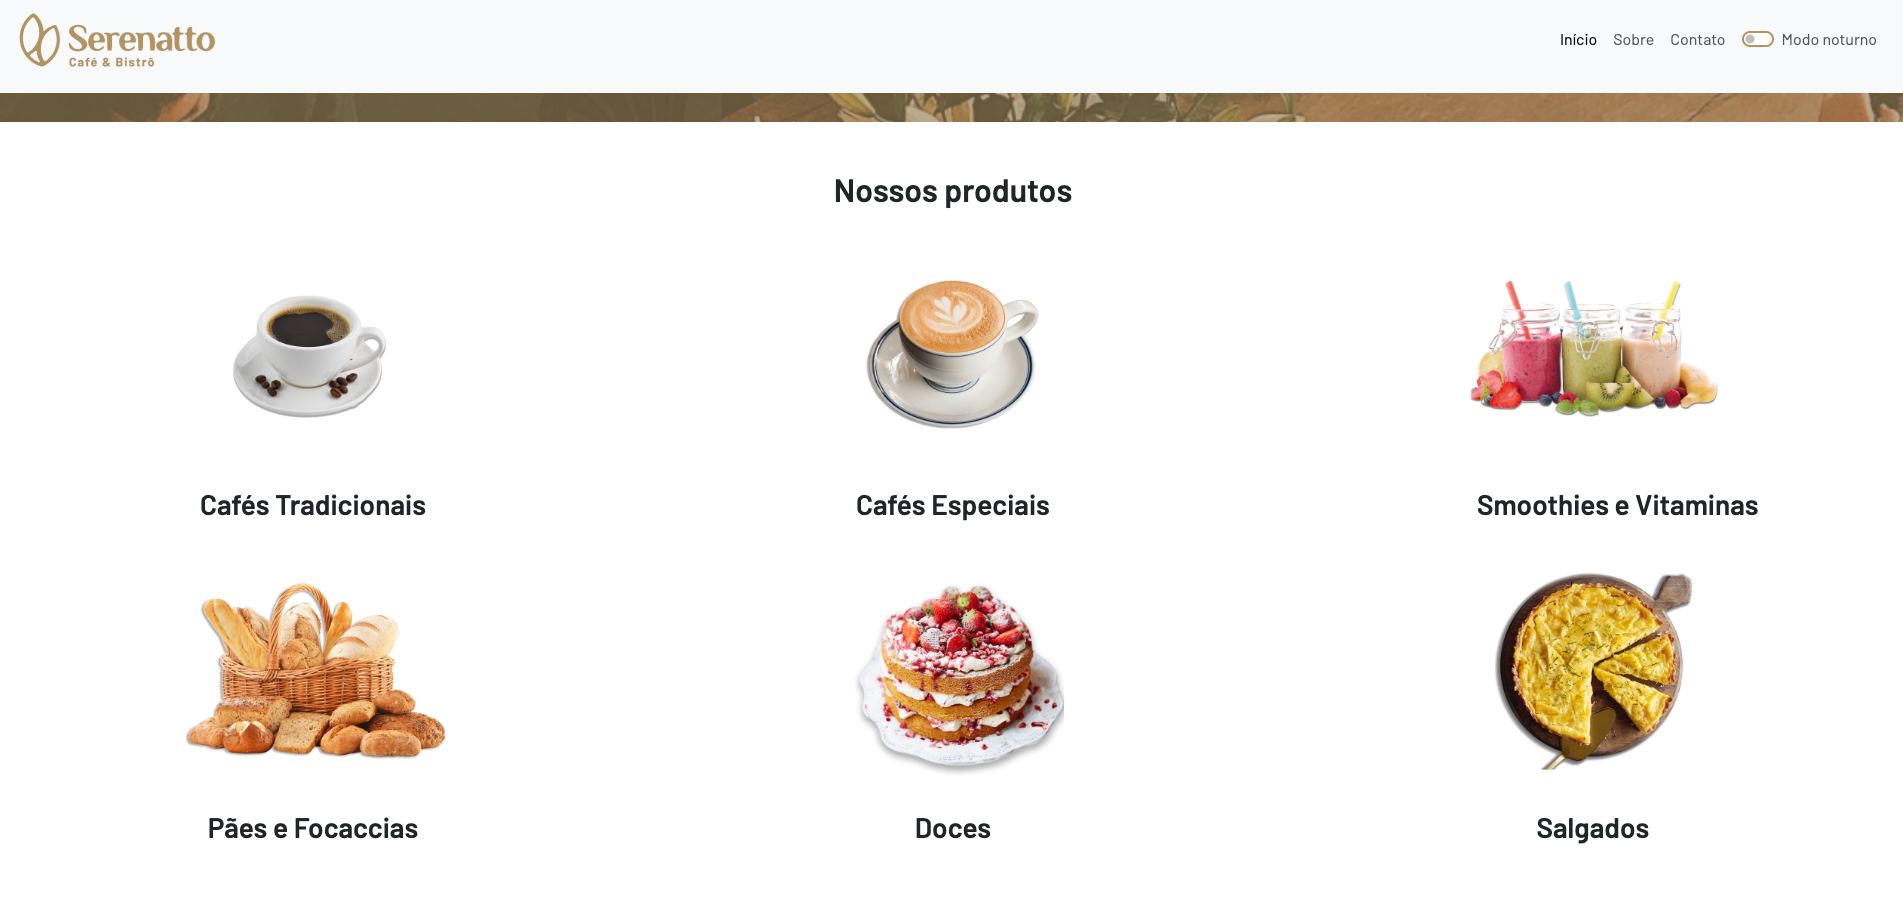 Serenatto
Café & Bistrô
Início Sobre Contato Modo noturno
Nossos produtos
Cafés Tradicionais
Cafés Especiais
Smoothies e Vitaminas
Pães e Focaccias
Doces
Salgados